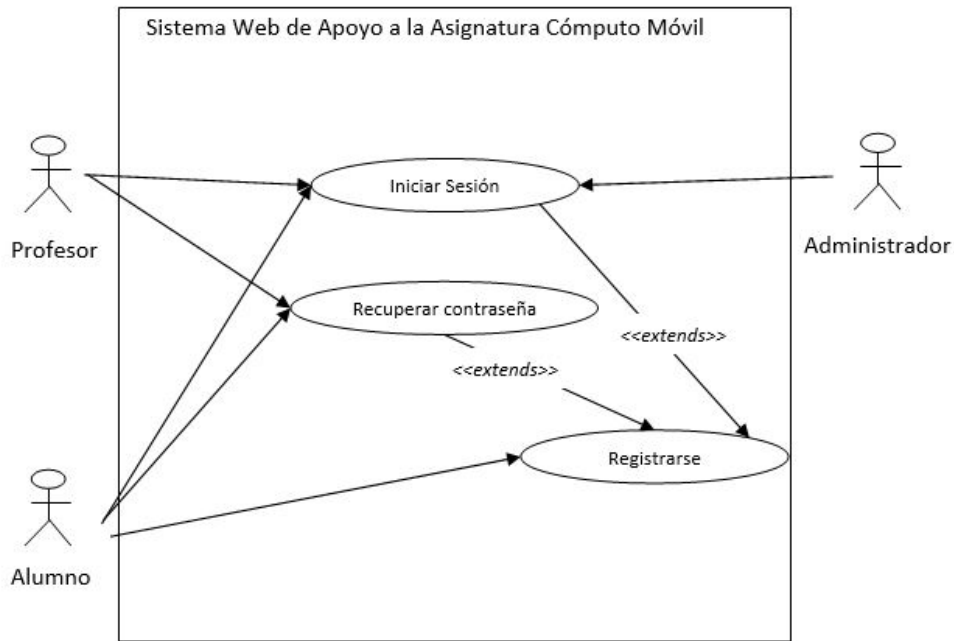 Sistema Web de Apoyo a la Asignatura Cómputo Móvil
Iniciar Sesión
Profesor
Administrador
Recuperar contraseña
<<extends>>
<<extends>>
Registrarse
Alumno